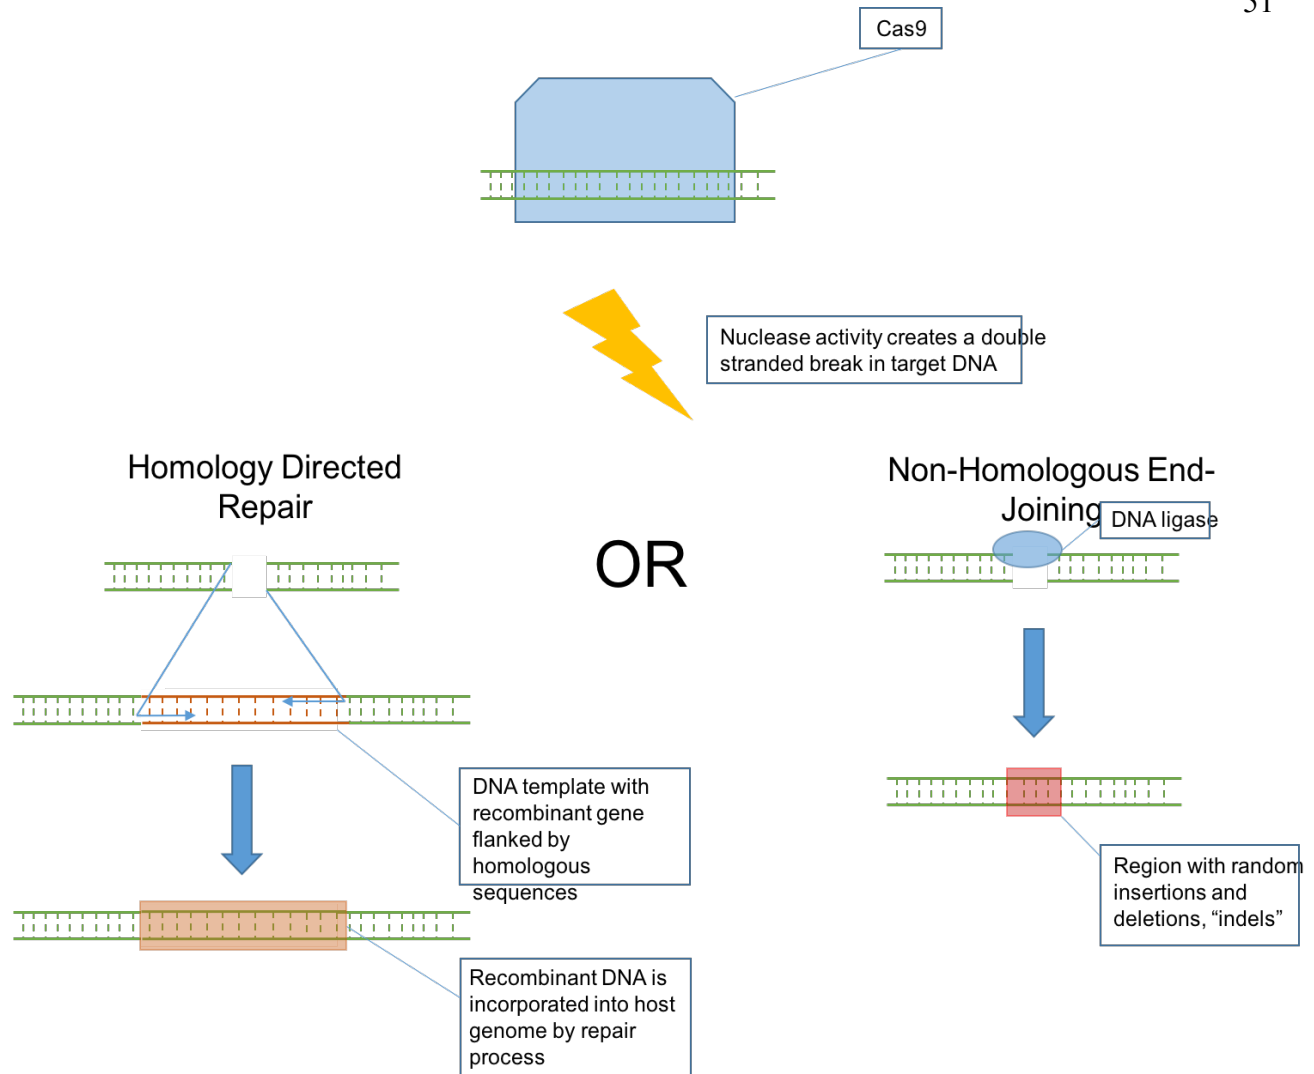 51
Cas9
Nuclease activity creates a double
stranded break in target DNA
Homology Directed
Repair
OR
Non-Homologous End-
Joining
DNA ligase
DNA template with
recombinant gene
flanked by
homologous
sequences
Region with random
insertions and
deletions, “indels”
Recombinant DNA is
incorporated into host
genome by repair
process